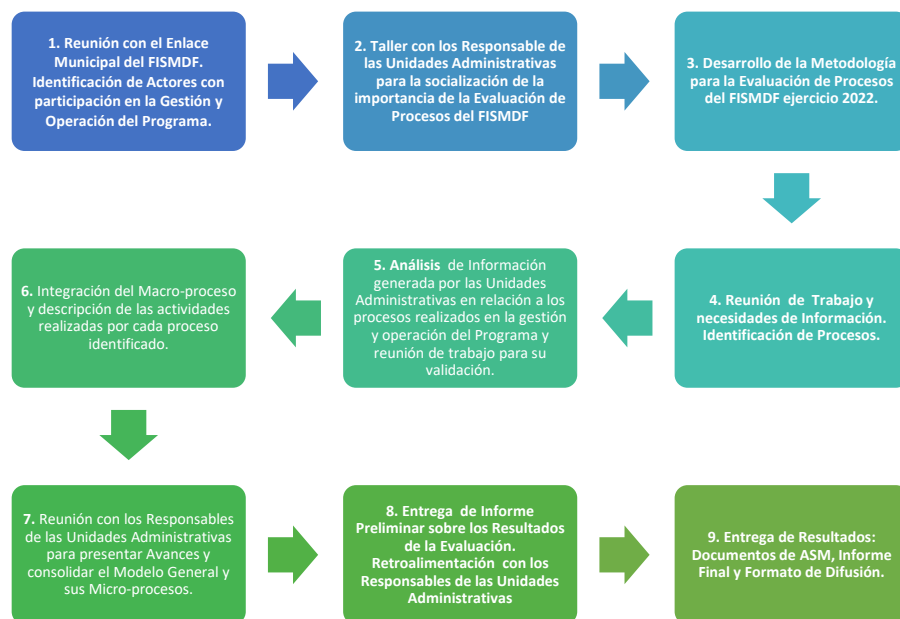 1. Reunión con el Enlace
Municipal del FISMDF.
Identificación de Actores con
participación en la Gestión y
Operación del Programa.
2. Taller con los Responsable de
las Unidades Administrativas
para la socialización de la
importancia de la Evaluación de
Procesos del FISMDF
3. Desarrollo de la Metodología
para la Evaluación de Procesos
del FISMDF ejercicio 2022.
4. Reunión de Trabajo y
necesidades de Información.
Identificación de Procesos.
5. Análisis de Información
generada por las Unidades
Administrativas en relación a los
procesos realizados en la gestión
y operación del Programa y
reunión de trabajo para su
validación.
6. Integración del Macro-proceso
y descripción de las actividades
realizadas por cada proceso
identificado.
7. Reunión con los Responsables
de las Unidades Administrativas
para presentar Avances y
consolidar el Modelo General y
sus Micro-procesos.
8. Entrega de Informe
Preliminar sobre los Resultados
de la Evaluación.
Retroalimentación con los
Responsables de las Unidades
Administrativas
9. Entrega de Resultados:
Documentos de ASM, Informe
Final y Formato de Difusión.